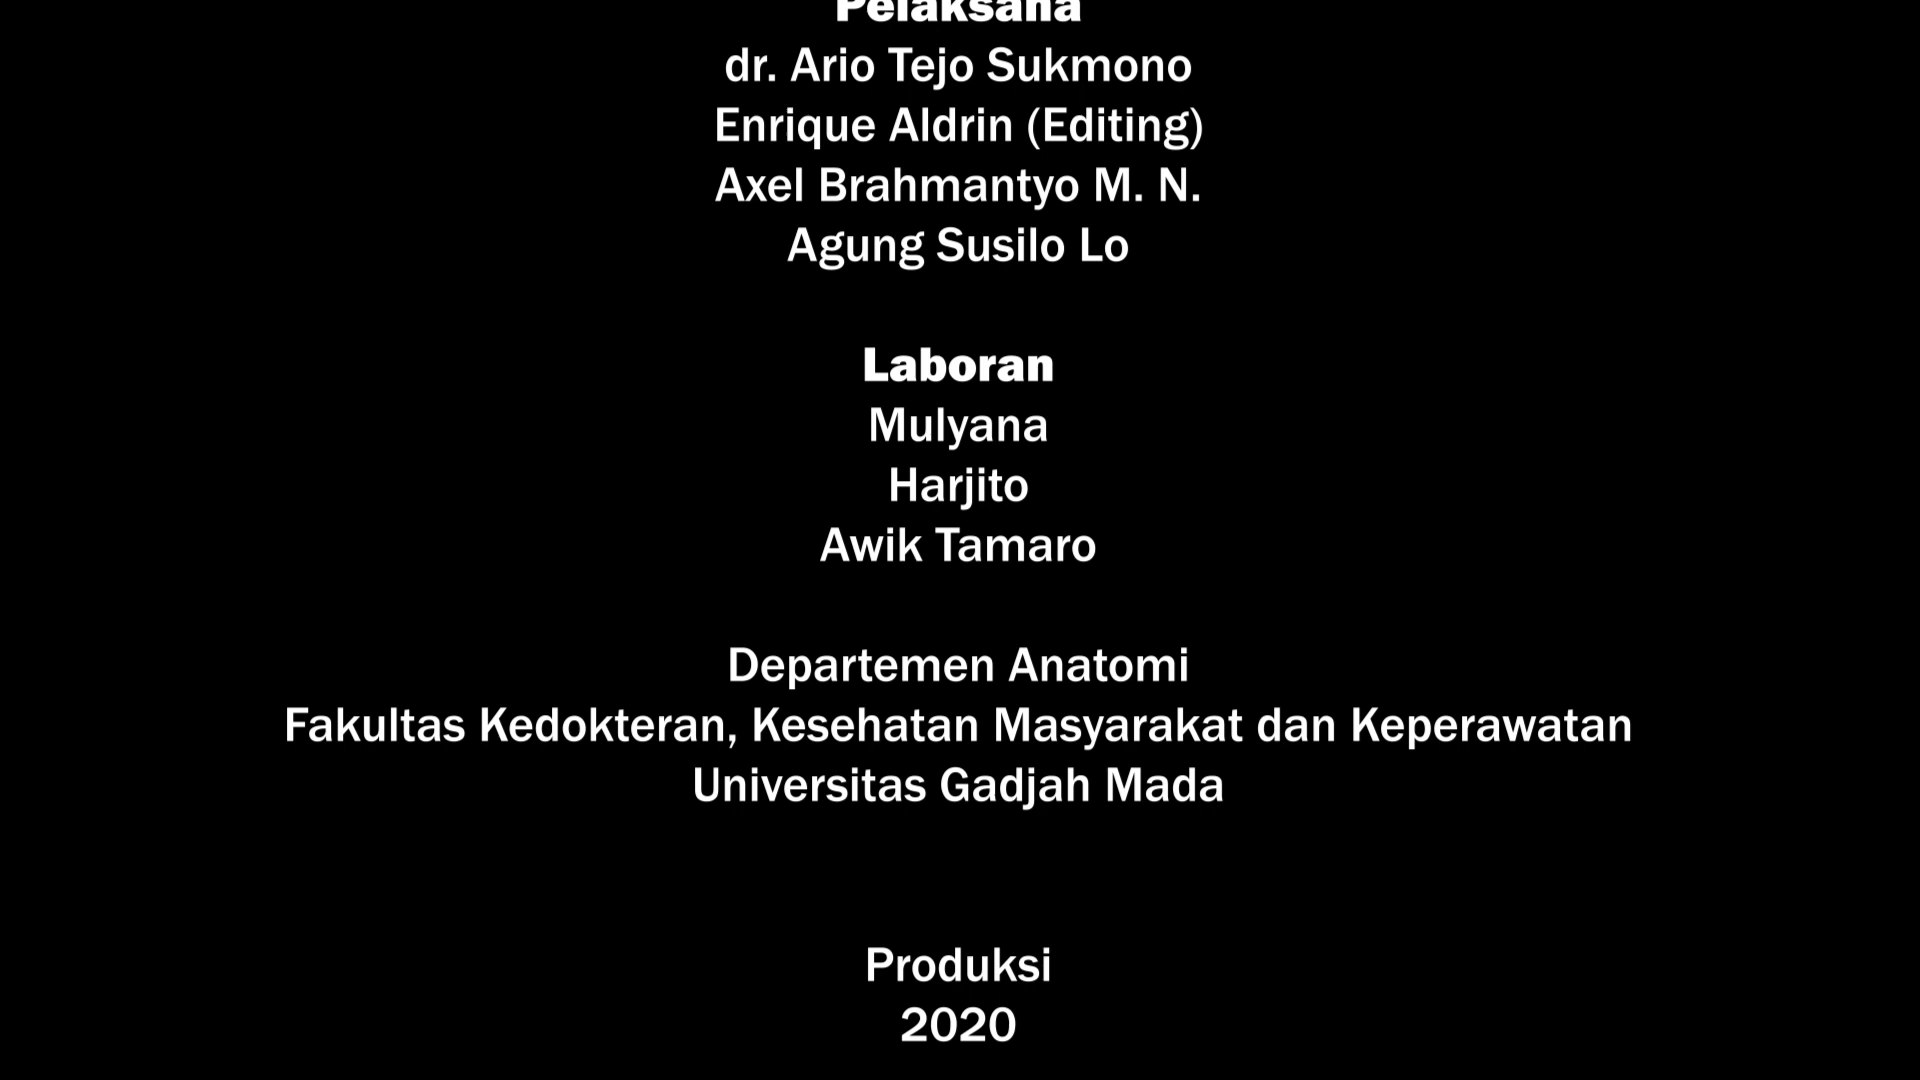 Pelaksana
dr. Ario Tejo Sukmono
Enrique Aldrin (Editing)
Axel Brahmantyo M. N.
Agung Susilo Lo
Laboran
Mulyana
Harjito
Awik Tamaro
Departemen Anatomi
Fakultas Kedokteran, Kesehatan Masyarakat dan Keperawatan
Universitas Gadjah Mada
Produksi
2020